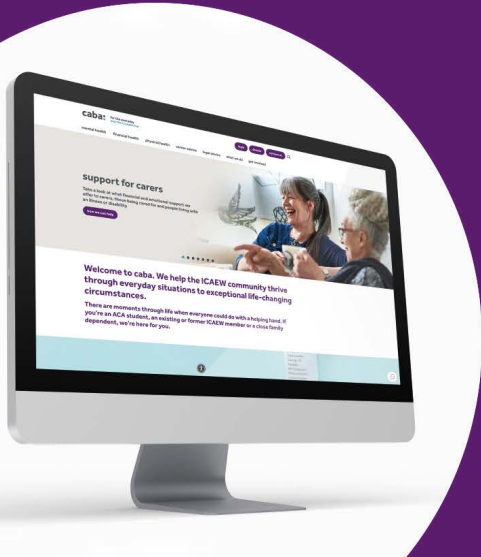 caba:
mental health financial health physical health career advice legal advice what we do get involved
support for carers
Take a look at what financial and emotional support we
offer to carers, those being cared for and people living with
an illness or disability
Welcome to caba. We help the ICAEW community thrive
through everyday situations to exceptional life-changing
circumstances.
There are moments through life when everyone could do with a helping hand. If
you're an ACA student, an existing or former ICAEW member or a close family
dependent, we're here for you.